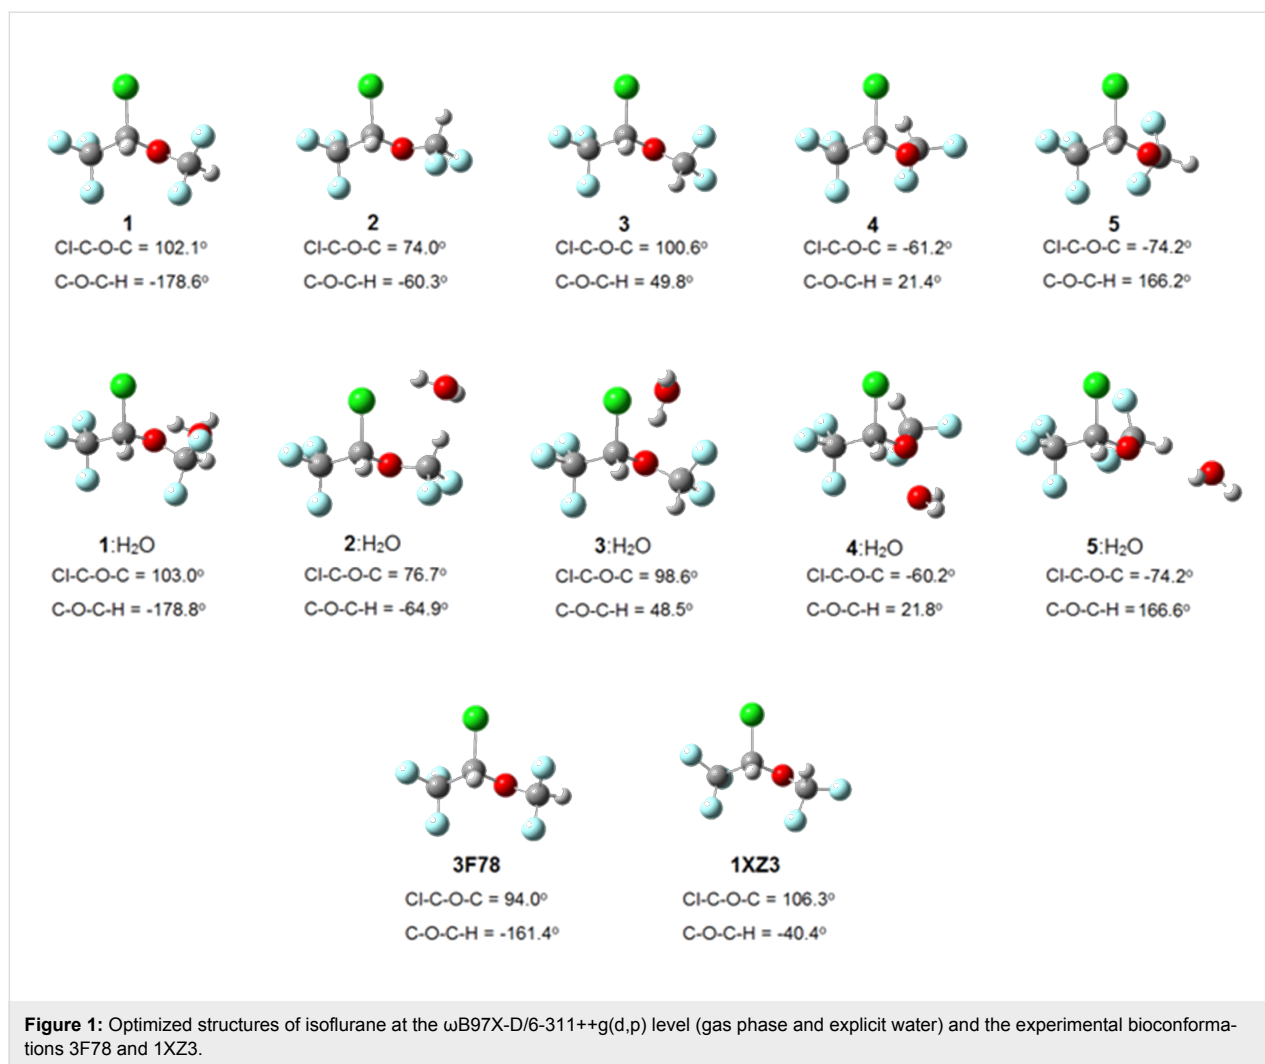 1 2 3 4 5
Cl-C-O-C = 102.1° Cl-C-O-C = 74.0° Cl-C-O-C = 100.6° Cl-C-O-C = -61.2° Cl-C-O-C = -74.2°
C-O-C-H = -178.6° C-O-C-H = -60.3° C-O-C-H = 49.8° C-O-C-H = 21.4° C-O-C-H = 166.2°
1:H₂O 2:H₂O 3:H₂O 4:H₂O 5:H₂O
Cl-C-O-C = 103.0° Cl-C-O-C = 76.7° Cl-C-O-C = 98.6° Cl-C-O-C = -60.2° Cl-C-O-C = -74.2°
C-O-C-H = -178.8° C-O-C-H = -64.9° C-O-C-H = 48.5° C-O-C-H = 21.8° C-O-C-H = 166.6°
3F78 1XZ3
Cl-C-O-C = 94.0° Cl-C-O-C = 106.3°
C-O-C-H = -161.4° C-O-C-H = -40.4°
Figure 1: Optimized structures of isoflurane at the ωB97X-D/6-311++g(d,p) level (gas phase and explicit water) and the experimental bioconforma-
tions 3F78 and 1XZ3.